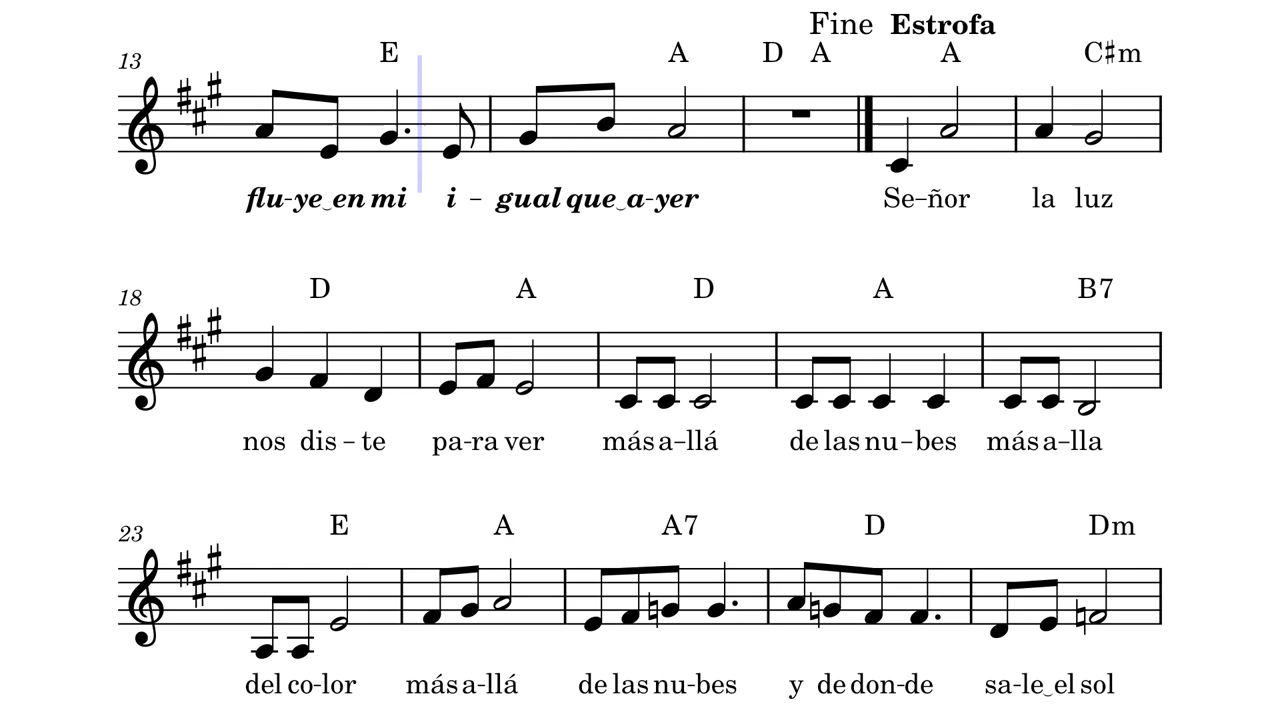 Fine Estrofa
13 E A D A A C♯m
flu-ye‿en mi i - gual que‿a-yer Se-ñor la luz
18 D A D A B7
nos dis - te pa-ra ver más a-llá de las nu-bes más a-lla
23 E A A7 D Dm
del co-lor más a-llá de las nu-bes y de don-de sa-le‿el sol